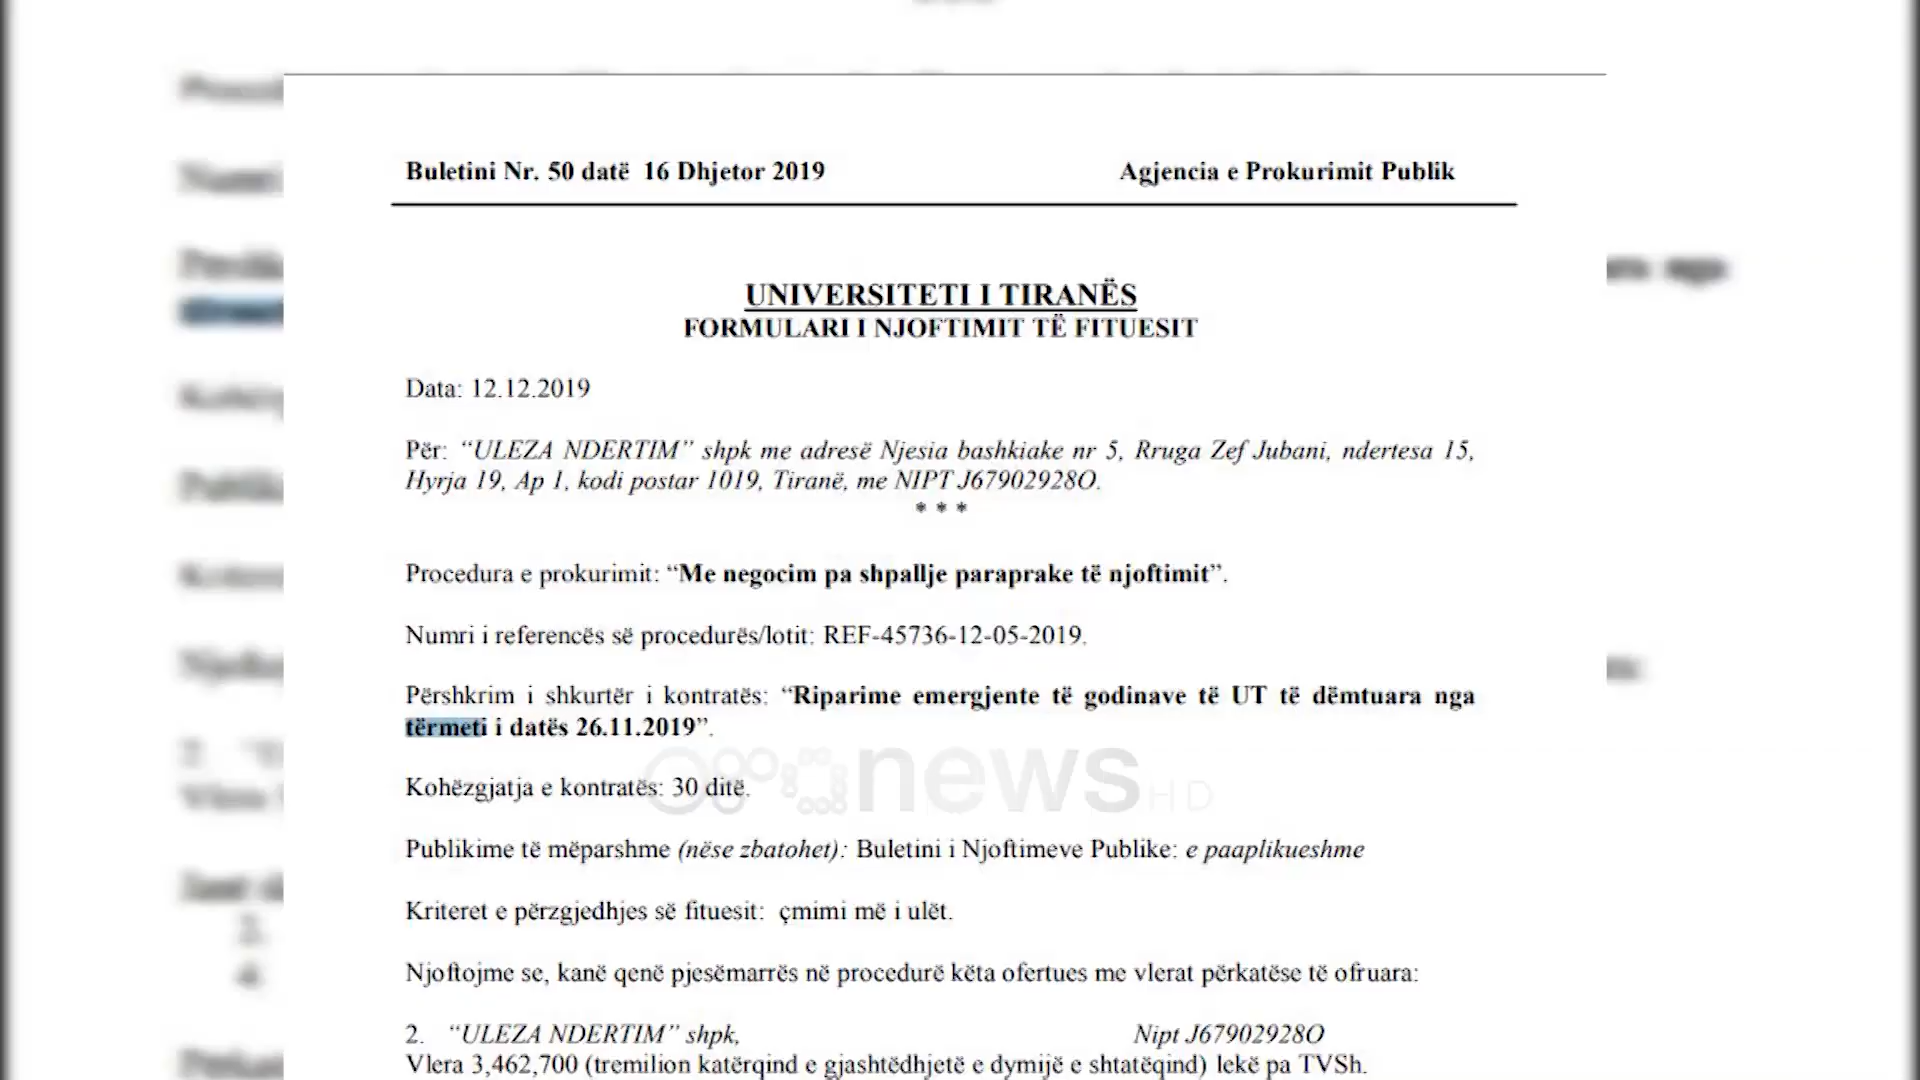 Buletini Nr. 50 datë 16 Dhjetor 2019 Agjencia e Prokurimit Publik
UNIVERSITETI I TIRANËS
FORMULARI I NJOFTIMIT TË FITUESIT
Data: 12.12.2019
Për: “ULEZA NDERTIM” shpk me adresë Njesia bashkiake nr 5, Rruga Zef Jubani, ndertesa 15,
Hyrja 19, Ap 1, kodi postar 1019, Tiranë, me NIPT J67902928O.
* * *
Procedura e prokurimit: “Me negocim pa shpallje paraprake të njoftimit”.
Numri i referencës së procedurës/lotit: REF-45736-12-05-2019.
Përshkrim i shkurtër i kontratës: “Riparime emergjente të godinave të UT të dëmtuara nga
tërmeti i datës 26.11.2019”.
news HD
Kohëzgjatja e kontratës: 30 ditë.
Publikime të mëparshme (nëse zbatohet): Buletini i Njoftimeve Publike: e paaplikueshme
Kriteret e përzgjedhjes së fituesit: çmimi më i ulët.
Njoftojme se, kanë qenë pjesëmarrës në procedurë këta ofertues me vlerat përkatëse të ofruara:
2. “ULEZA NDERTIM” shpk, Nipt J67902928O
Vlera 3,462,700 (tremilion katërqind e gjashtëdhjetë e dymijë e shtatëqind) lekë pa TVSh.